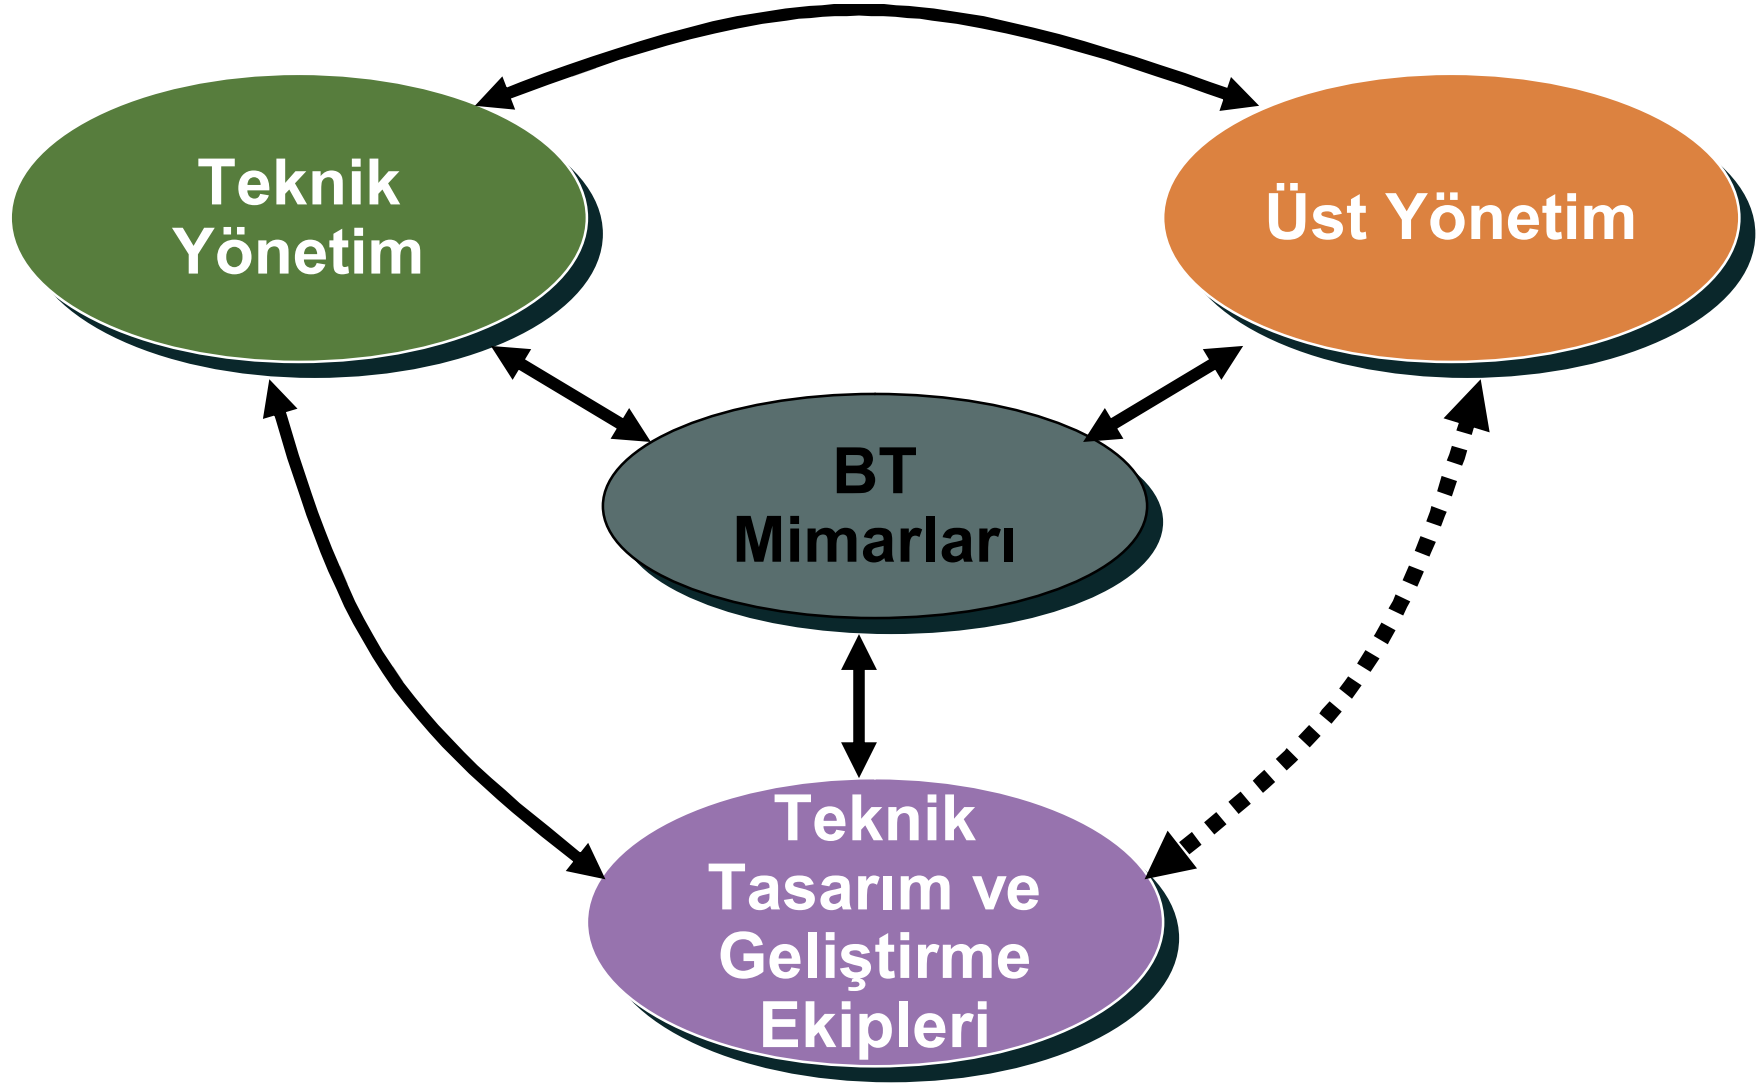 Teknik
Yönetim
Üst Yönetim
BT
Mimarları
Teknik
Tasarım ve
Geliştirme
Ekipleri